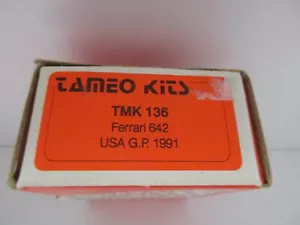 TAMEO KITS
TMK 136
Ferrari 642
USA G.P. 1991